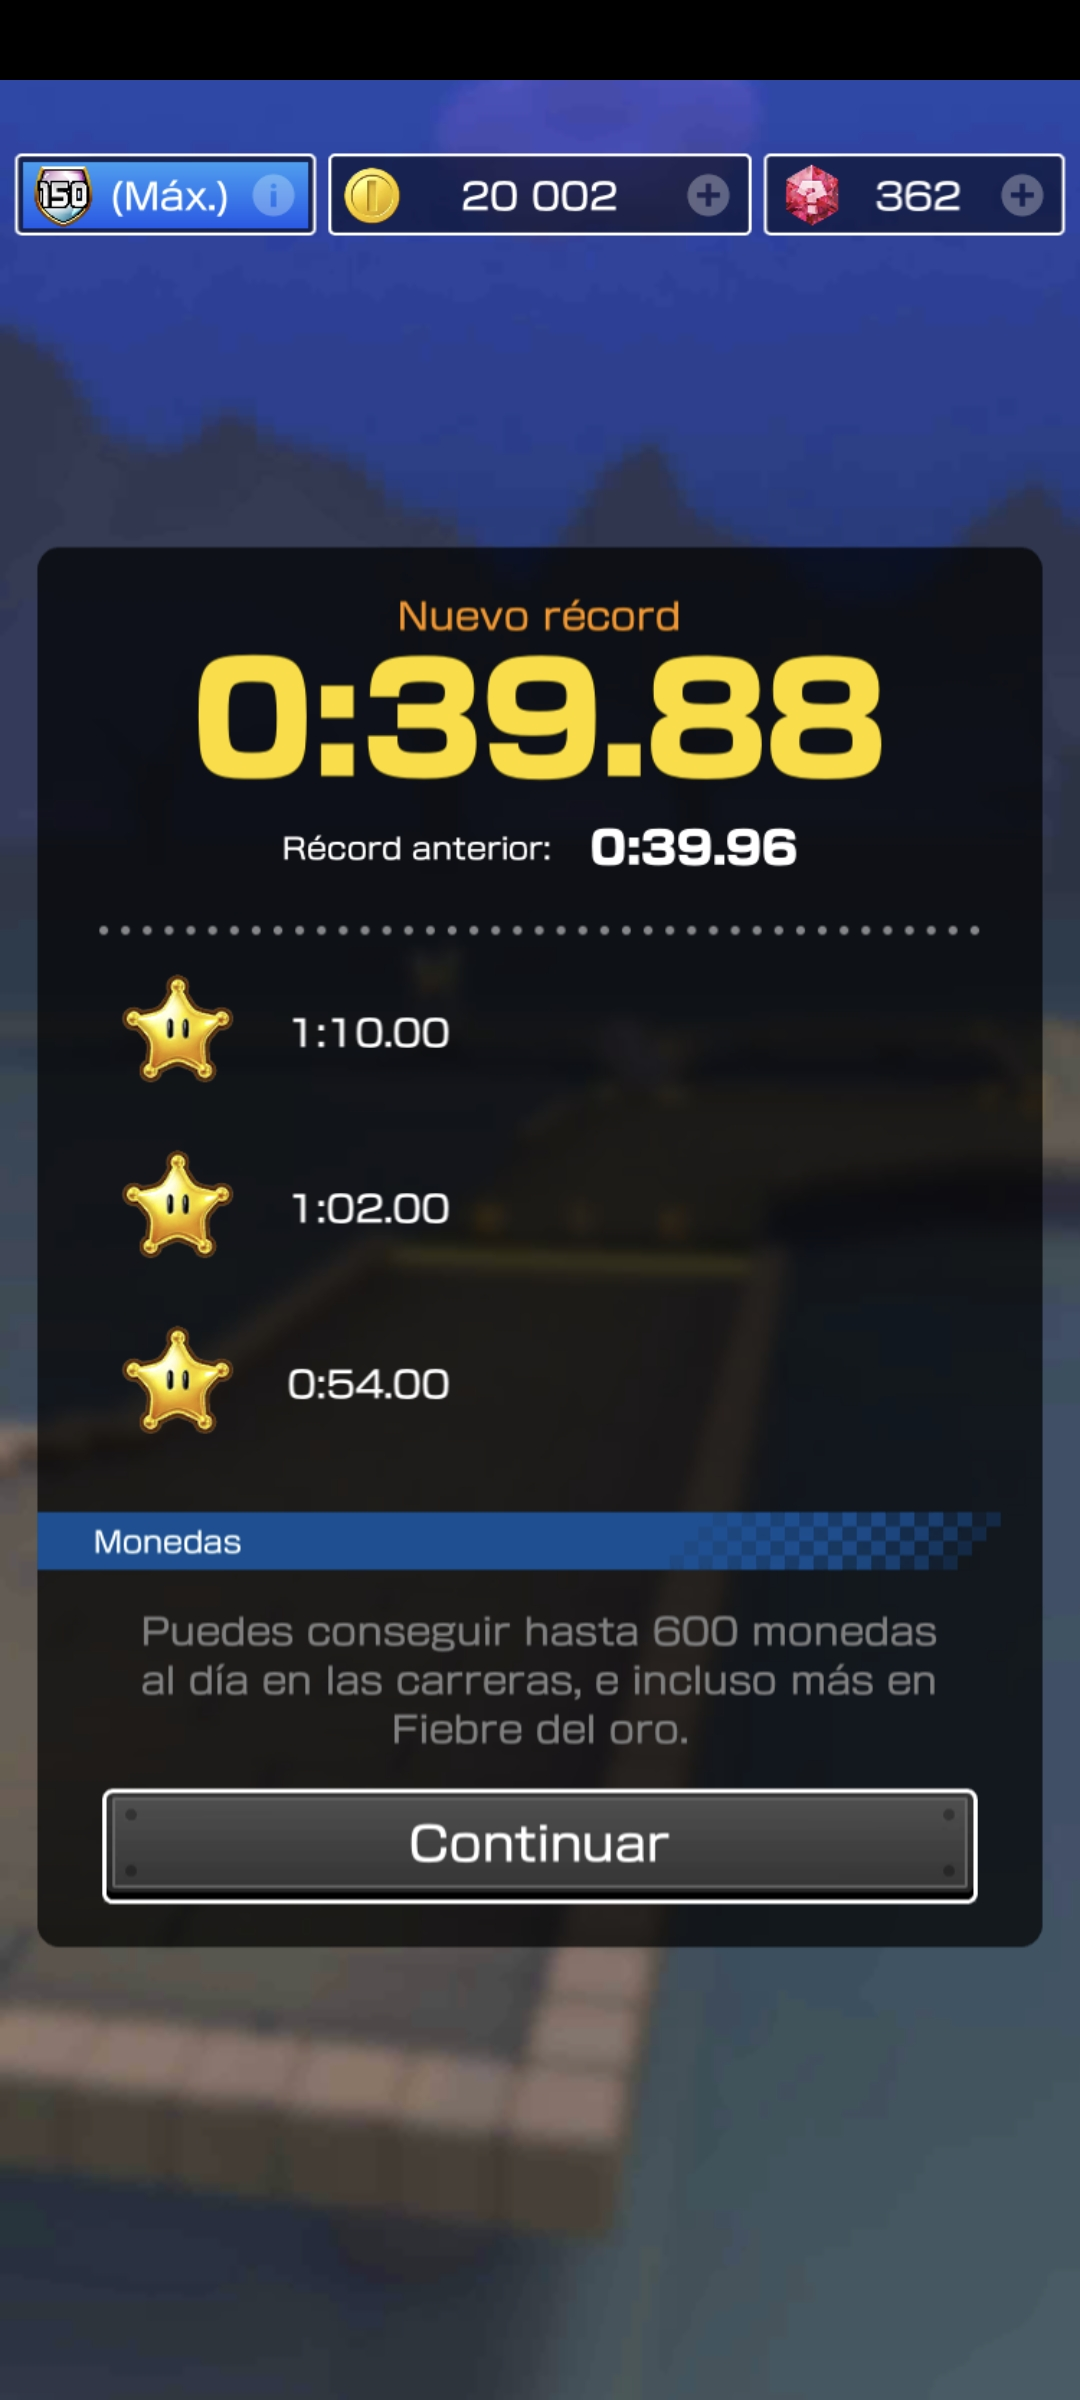 150 (Máx.) i 20 002 + 362 +
Nuevo récord
0:39.88
Récord anterior: 0:39.96
1:10.00
1:02.00
0:54.00
Monedas
Puedes conseguir hasta 600 monedas
al día en las carreras, e incluso más en
Fiebre del oro.
Continuar